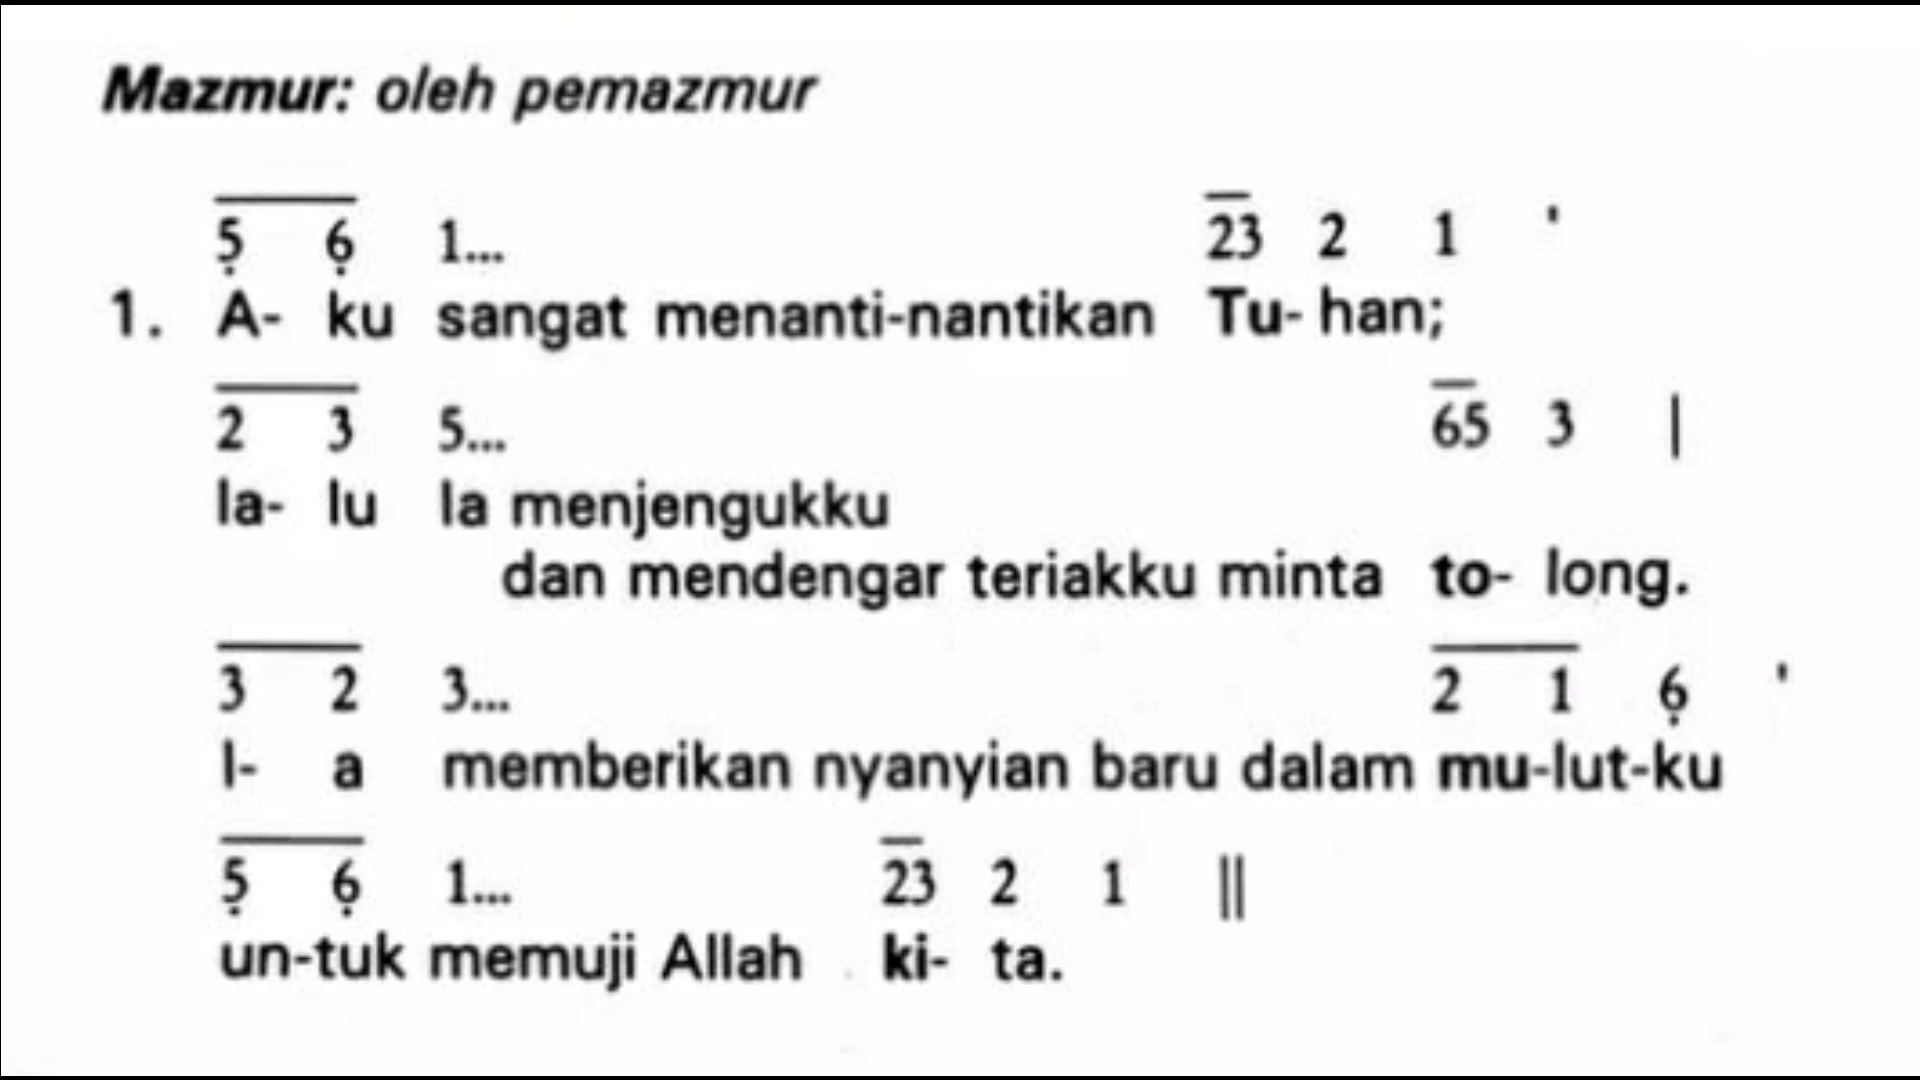 Mazmur: oleh pemazmur
5̣ 6̣ 1... 23 2 1 '
1. A- ku sangat menanti-nantikan Tu- han;
2 3 5... 65 3 |
la- lu Ia menjengukku
dan mendengar teriakku minta to- long.
3 2 3... 2 1 6̣ '
I- a memberikan nyanyian baru dalam mu-lut-ku
5̣ 6̣ 1... 23 2 1 ||
un-tuk memuji Allah ki- ta.